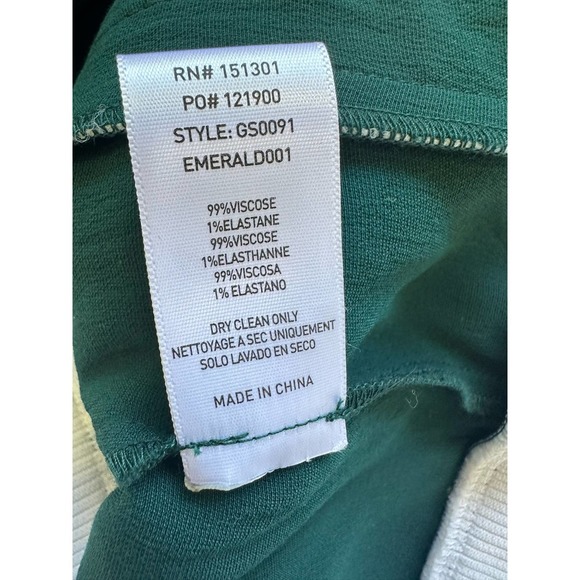 RN# 151301
PO# 121900
STYLE: GS0091
EMERALD001
99%VISCOSE
1%ELASTANE
99%VISCOSE
1%ELASTHANNE
99%VISCOSA
1% ELASTANO
DRY CLEAN ONLY
NETTOYAGE A SEC UNIQUEMENT
SOLO LAVADO EN SECO
MADE IN CHINA